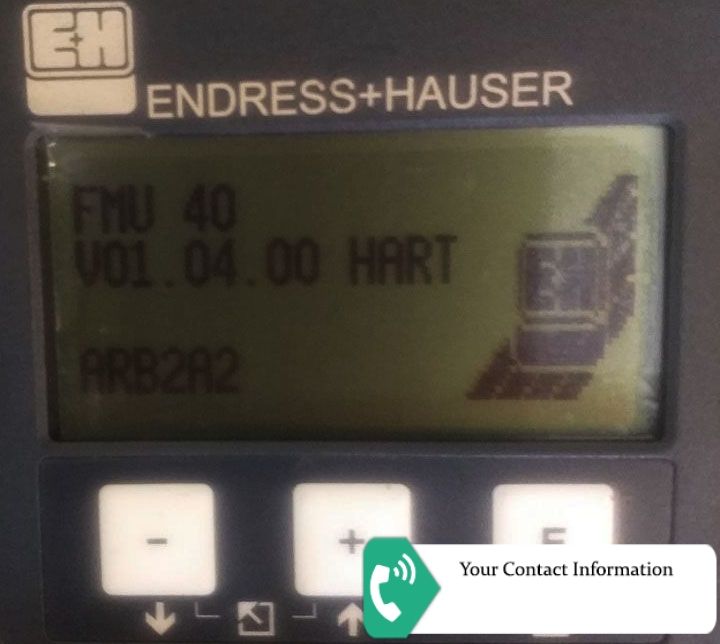 E+H
ENDRESS+HAUSER
FMU 40
V01.04.00 HART
ARB2A2
-
+
E
Your Contact Information